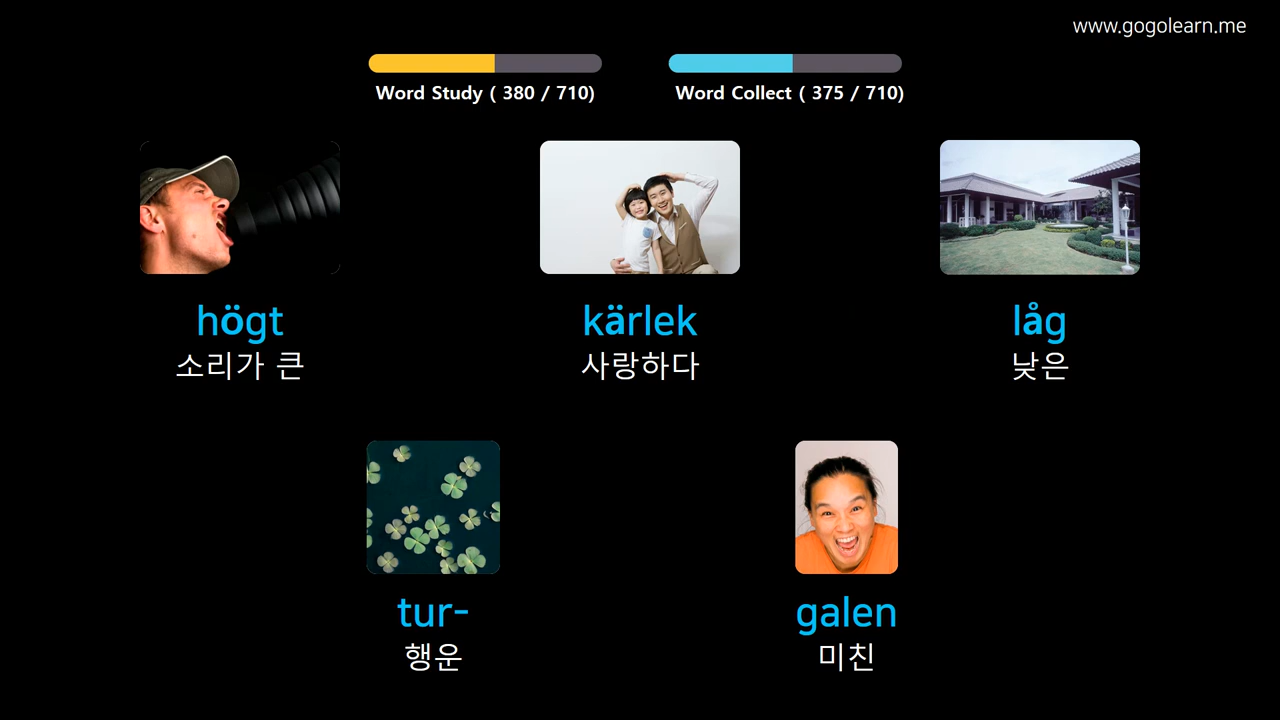 www.gogolearn.me
Word Study ( 380 / 710)
Word Collect ( 375 / 710)
högt
소리가 큰
kärlek
사랑하다
låg
낮은
tur-
행운
galen
미친